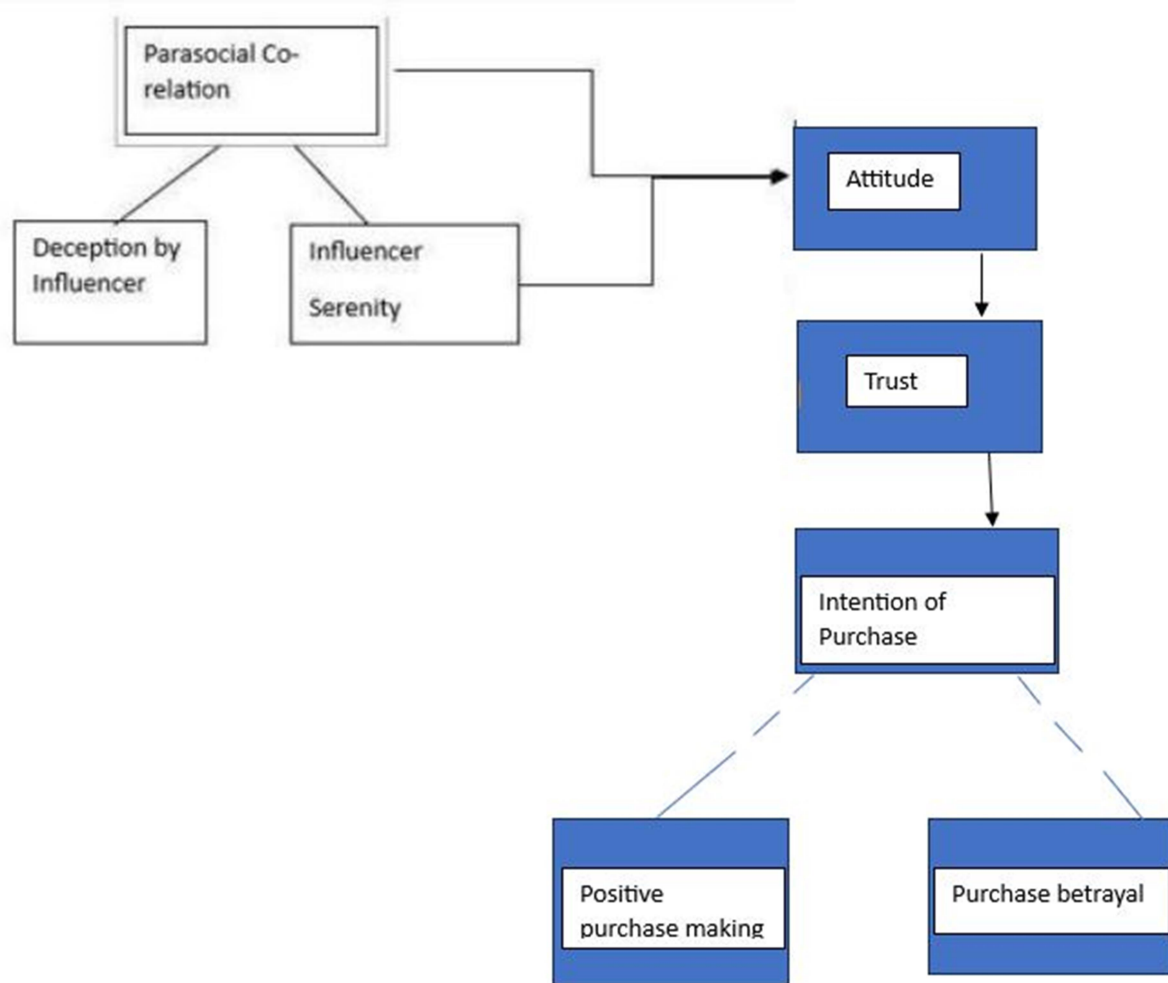 Parasocial Co-
relation
Attitude
Deception by
Influencer
Influencer
Serenity
Trust
Intention of
Purchase
Positive
purchase making
Purchase betrayal